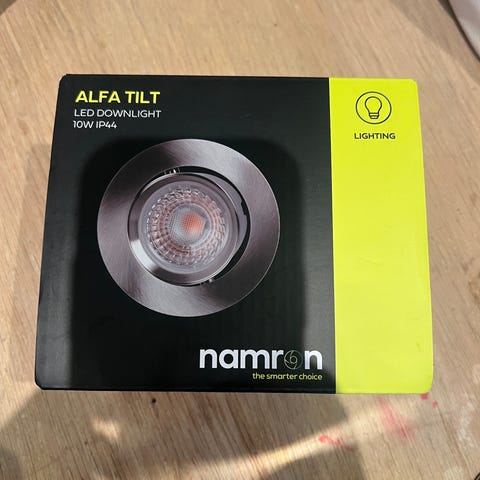 ALFA TILT
LED DOWNLIGHT
10W IP44
LIGHTING
namron
the smarter choice